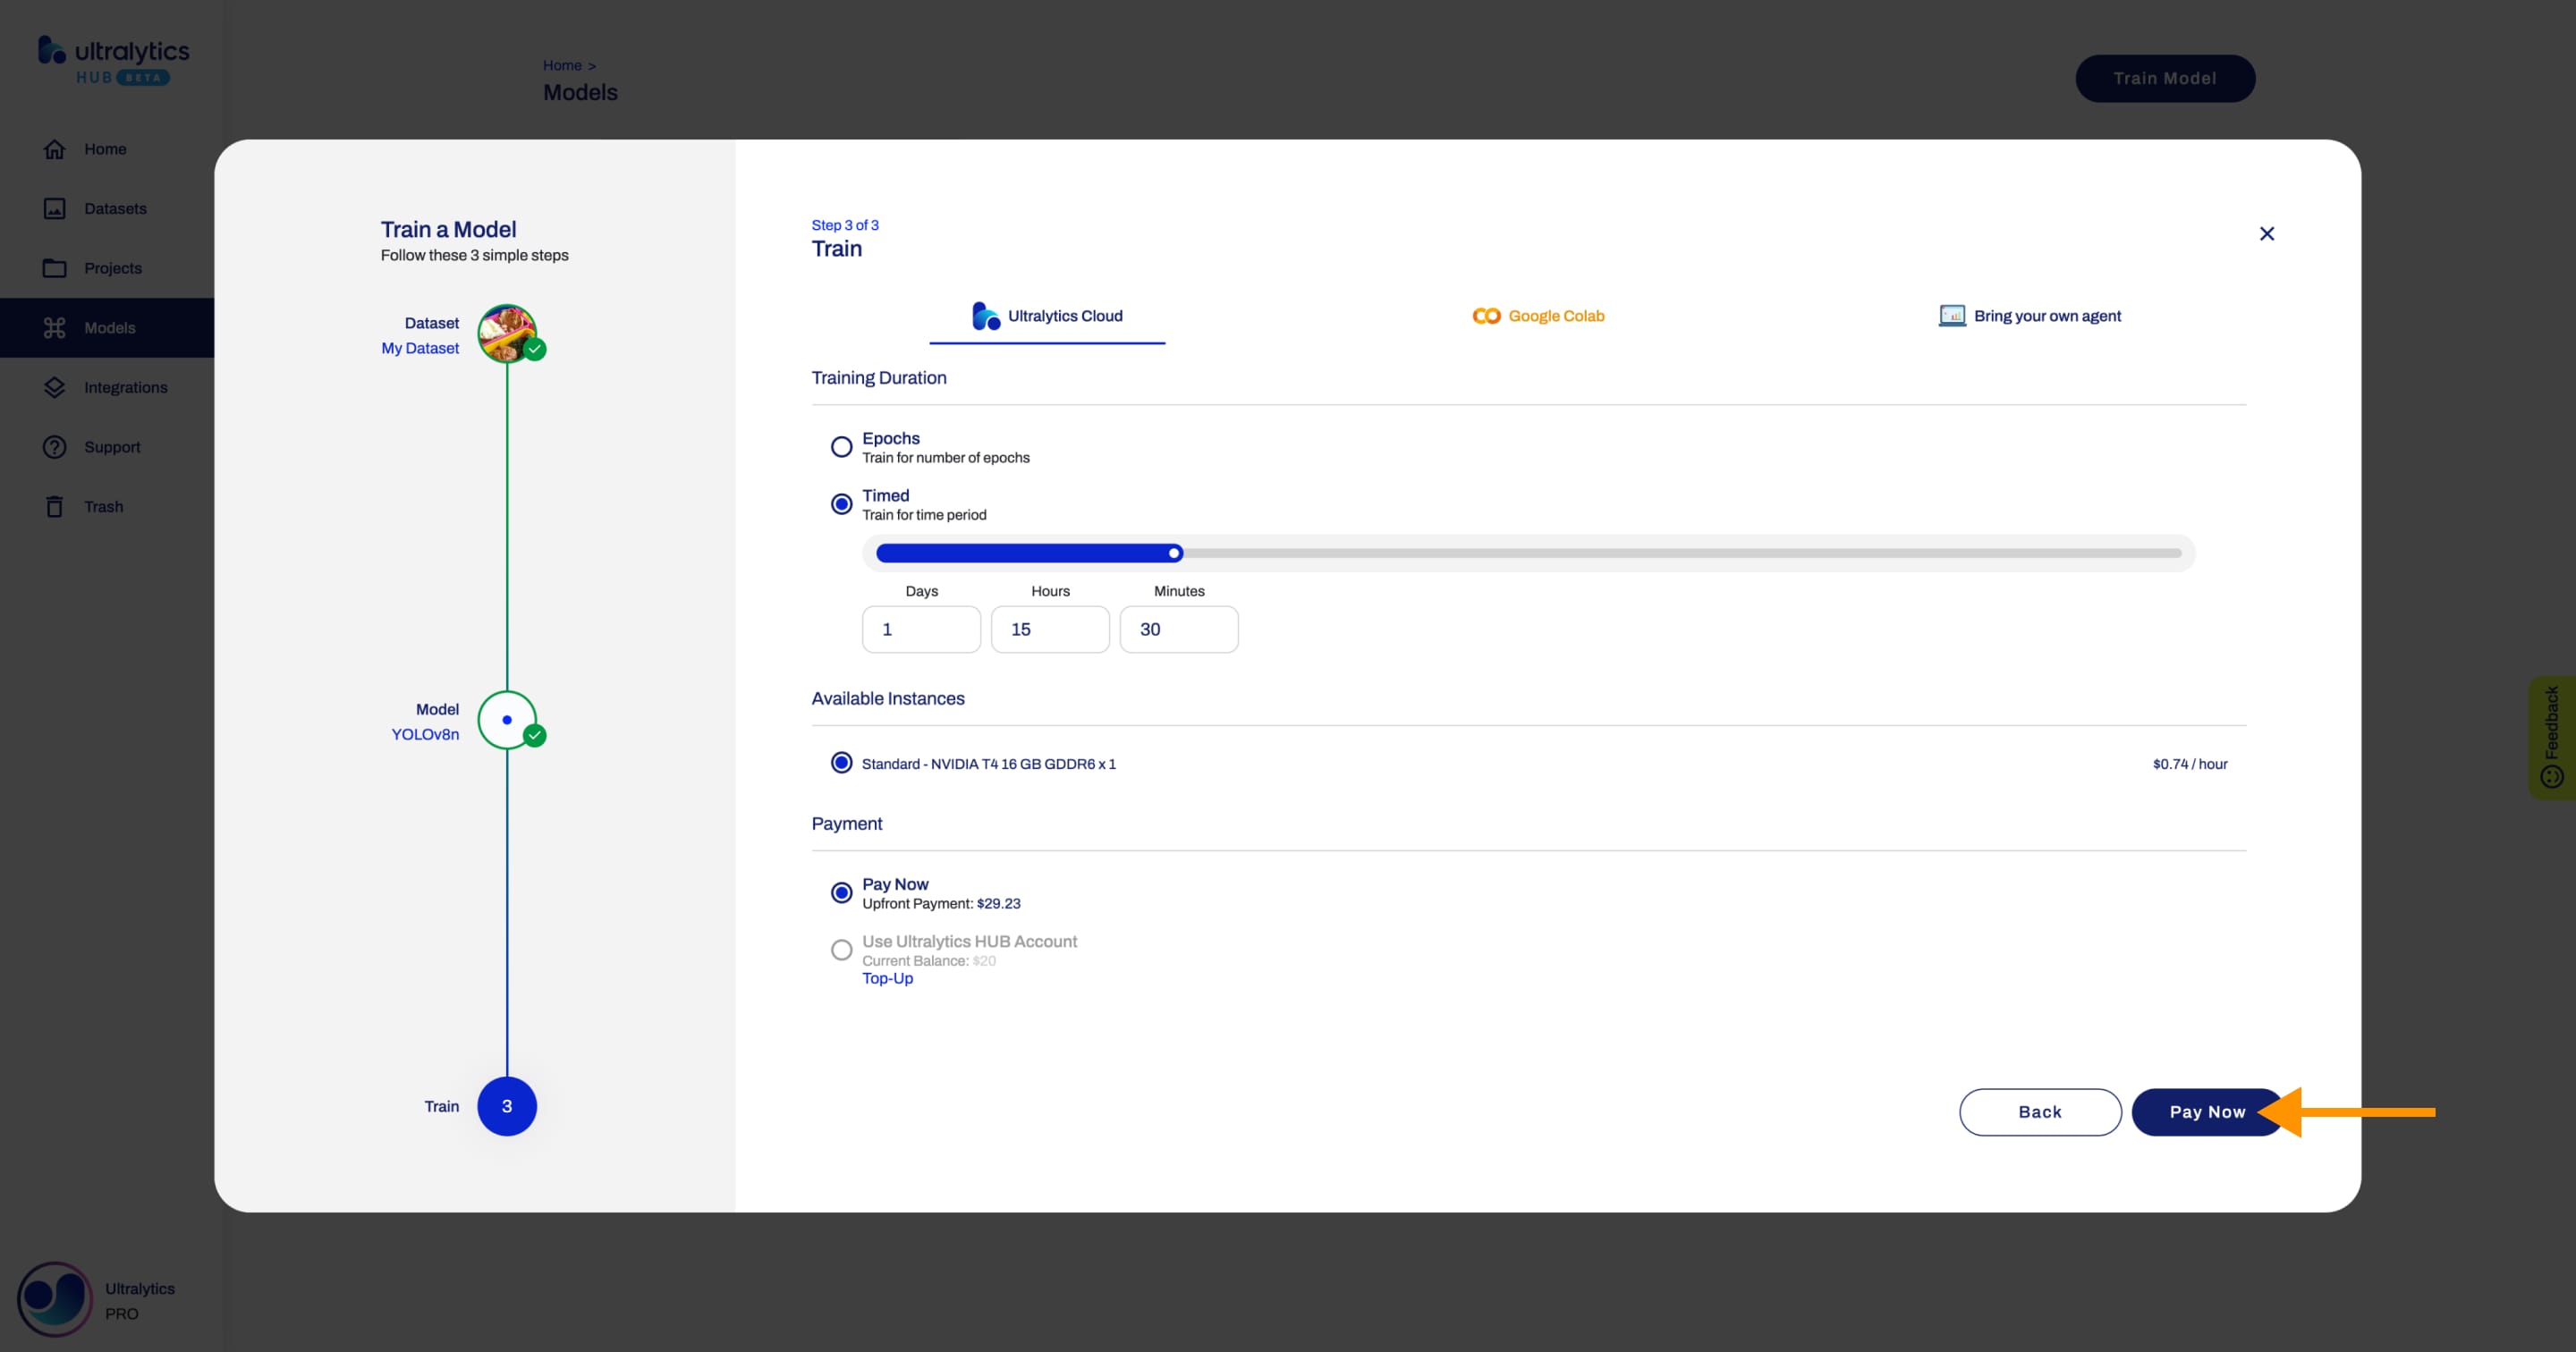 ultralytics
HUB BETA
Home
Datasets
Projects
Models
Integrations
Support
Trash
Ultralytics
PRO
Home >
Models
Train Model
Train a Model
Follow these 3 simple steps
Dataset
My Dataset
Model
YOLOv8n
Train
3
Step 3 of 3
Train
Ultralytics Cloud
Google Colab
Bring your own agent
Training Duration
Epochs
Train for number of epochs
Timed
Train for time period
Days Hours Minutes
1 15 30
Available Instances
Standard - NVIDIA T4 16 GB GDDR6 x 1 $0.74 / hour
Payment
Pay Now
Upfront Payment: $29.23
Use Ultralytics HUB Account
Current Balance: $20
Top-Up
Back
Pay Now
Feedback